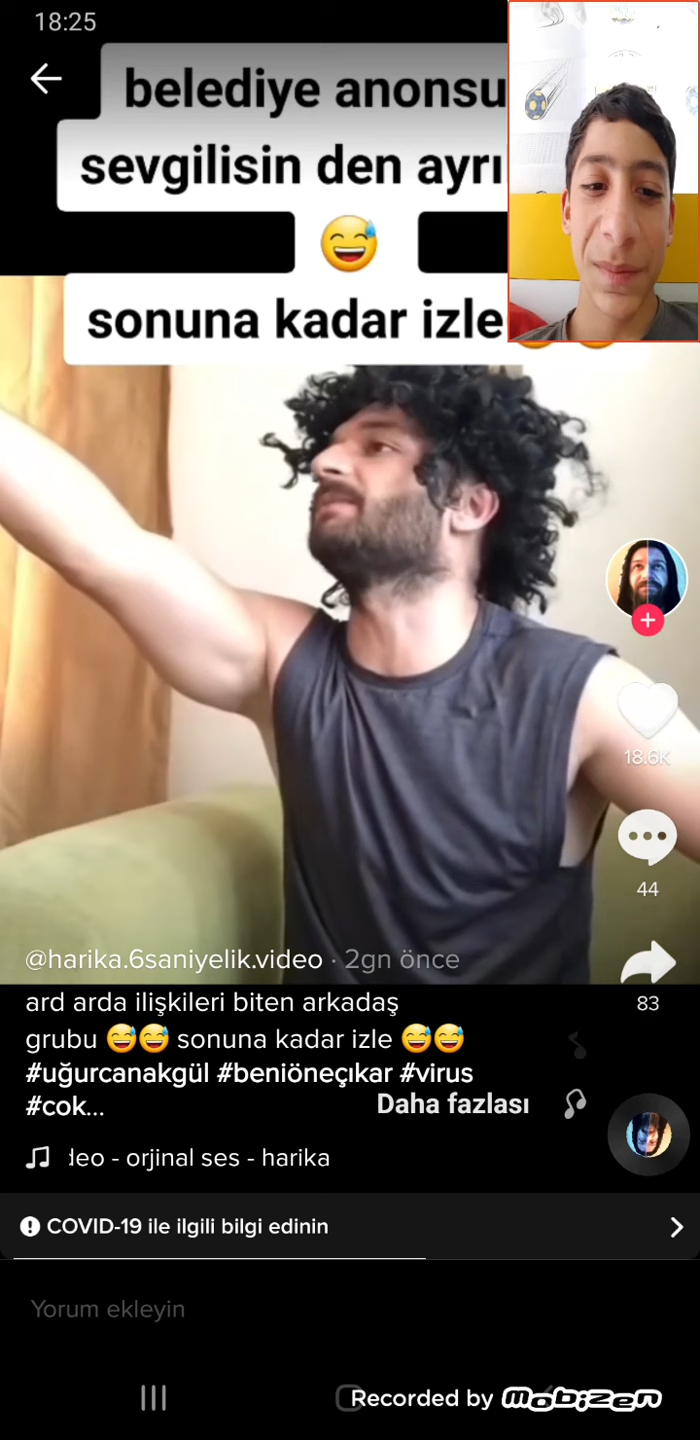 18:25
belediye anonsu
sevgilisin den ayrı
😅
sonuna kadar izle
18.6K
44
@harika.6saniyelik.video · 2gn önce
83
ard arda ilişkileri biten arkadaş
grubu 😅😅 sonuna kadar izle 😅😅
#uğurcanakgül #beniöneçıkar #virus
#cok... Daha fazlası
deo - orjinal ses - harika
COVID-19 ile ilgili bilgi edinin
Yorum ekleyin
Recorded by mobizen